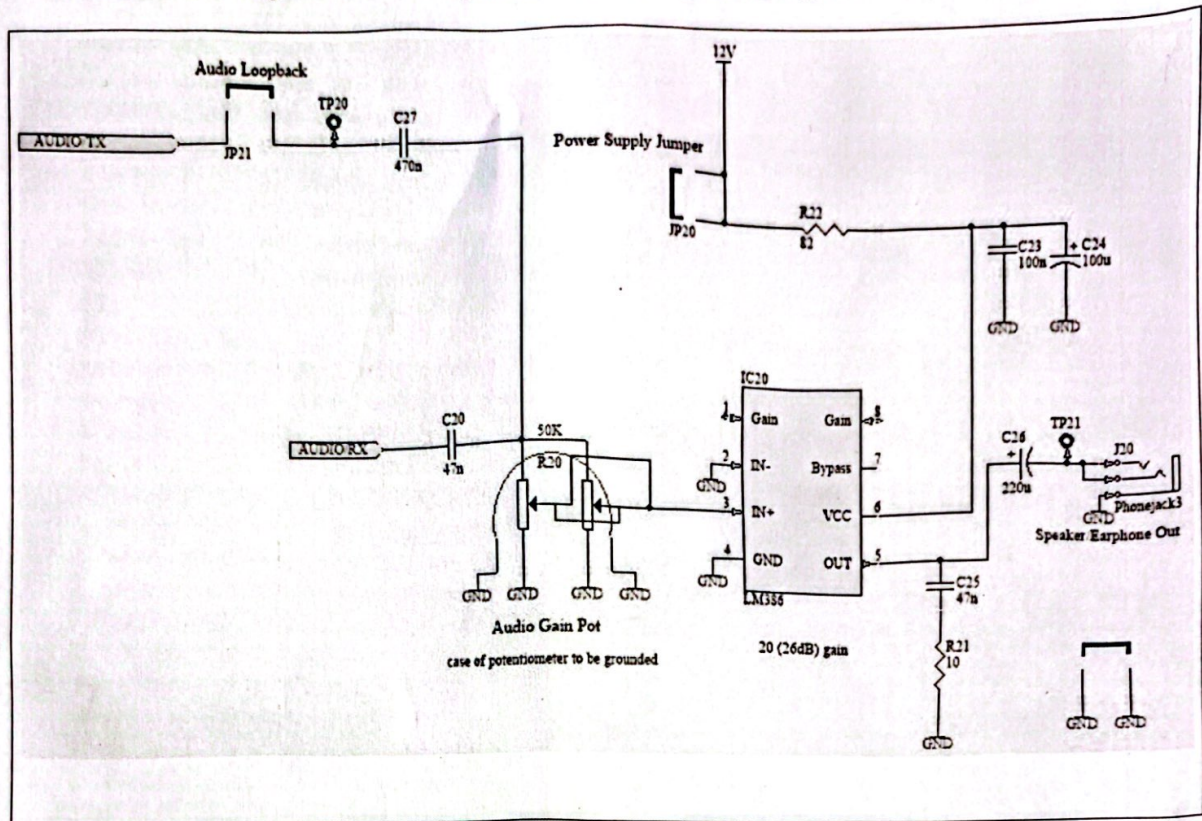 12V
Audio Loopback
TP20
C27
AUDIO TX
JP21
470n
Power Supply Jumper
JP20
R22
82
C23
100n
+
C24
100u
GND
GND
IC20
C20
50K
1
Gain
Gain
8
AUDIO RX
47n
R20
2
IN-
Bypass
7
GND
3
IN+
VCC
6
4
GND
OUT
5
GND
LM386
C26
+
220u
TP21
J20
GND
Phonejack3
Speaker Earphone Out
GND
GND
GND
GND
C25
47n
Audio Gain Pot
case of potentiometer to be grounded
20 (26dB) gain
R21
10
GND
GND
GND